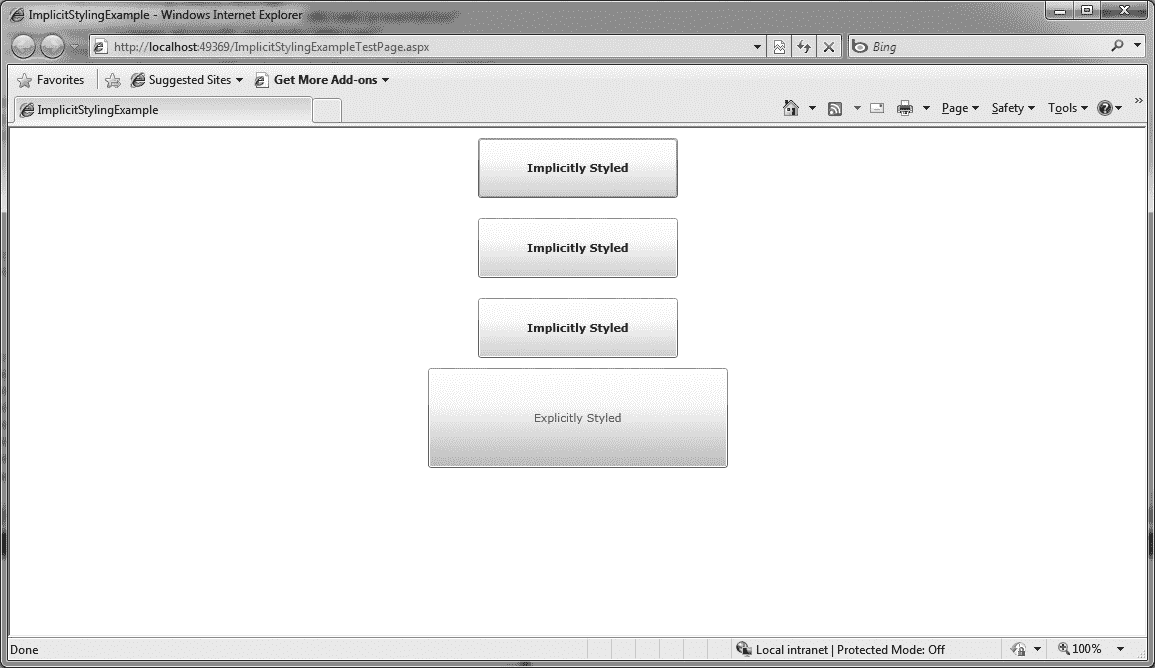 ImplicitStylingExample - Windows Internet Explorer
http://localhost:49369/ImplicitStylingExampleTestPage.aspx
Bing
Favorites
Suggested Sites
Get More Add-ons
ImplicitStylingExample
Page
Safety
Tools
Implicitly Styled
Implicitly Styled
Implicitly Styled
Explicitly Styled
Done
Local intranet | Protected Mode: Off
100%